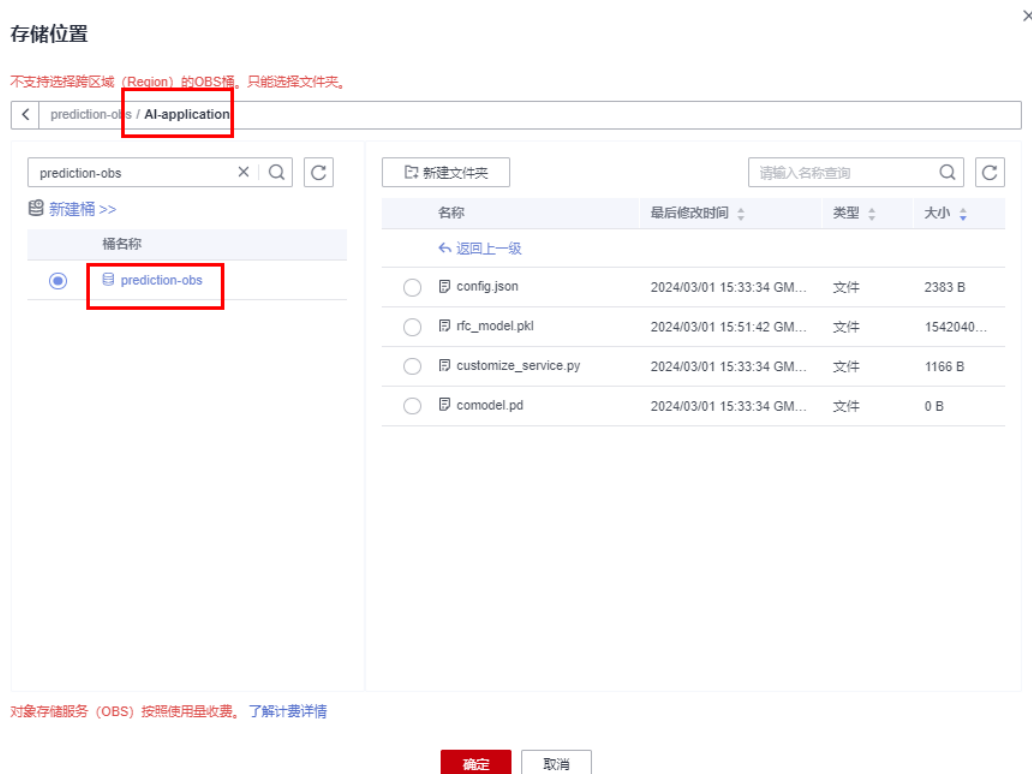 存储位置
不支持选择跨区域（Region）的OBS桶。只能选择文件夹。
prediction-obs / AI-application
prediction-obs
新建文件夹
请输入名称查询
新建桶 >>
桶名称
prediction-obs
名称 最后修改时间 类型 大小
返回上一级
config.json 2024/03/01 15:33:34 GM... 文件 2383 B
rfc_model.pkl 2024/03/01 15:51:42 GM... 文件 1542040...
customize_service.py 2024/03/01 15:33:34 GM... 文件 1166 B
comodel.pd 2024/03/01 15:33:34 GM... 文件 0 B
对象存储服务（OBS）按照使用量收费。 了解计费详情
确定 取消